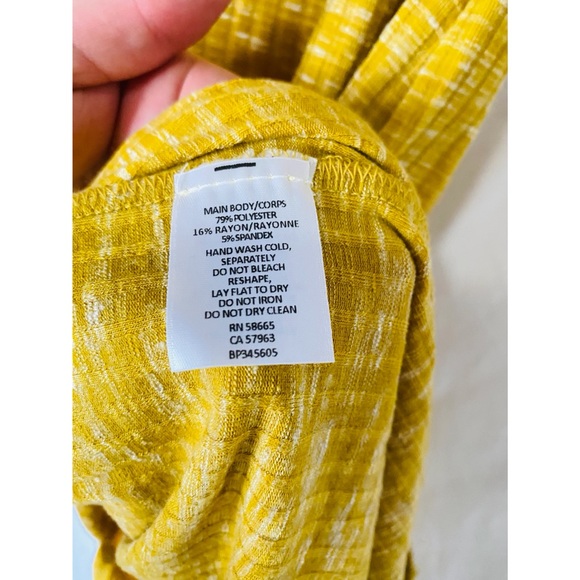 MAIN BODY/CORPS
79% POLYESTER
16% RAYON/RAYONNE
5% SPANDEX
HAND WASH COLD,
SEPARATELY
DO NOT BLEACH
RESHAPE,
LAY FLAT TO DRY
DO NOT IRON
DO NOT DRY CLEAN
RN 58665
CA 57963
BP345605